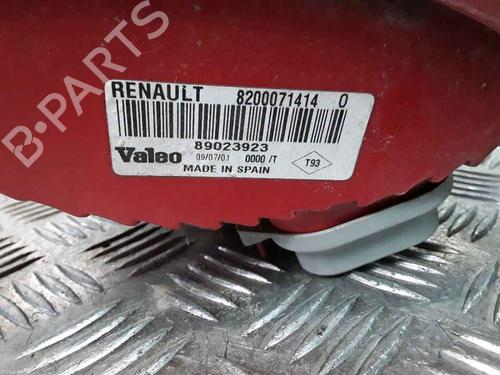 B-PARTS
RENAULT 8200071414 0
89023923
Valeo 09/07/01 0000 /T T93
MADE IN SPAIN